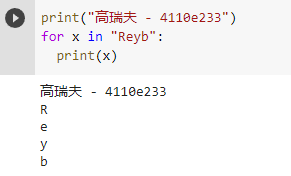 print("高瑞夫 - 4110e233")
for x in "Reyb":
  print(x)
高瑞夫 - 4110e233
R
e
y
b